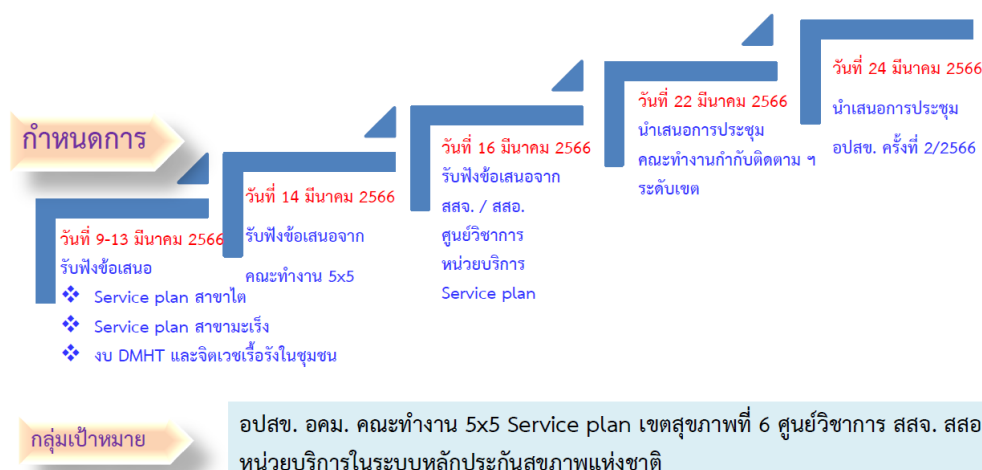 กำหนดการ
วันที่ 9-13 มีนาคม 2566
รับฟังข้อเสนอ
❖ Service plan สาขาไต
❖ Service plan สาขามะเร็ง
❖ งบ DMHT และจิตเวชเรื้อรังในชุมชน
วันที่ 14 มีนาคม 2566
รับฟังข้อเสนอจาก
คณะทำงาน 5x5
วันที่ 16 มีนาคม 2566
รับฟังข้อเสนอจาก
สสจ. / สสอ.
ศูนย์วิชาการ
หน่วยบริการ
Service plan
วันที่ 22 มีนาคม 2566
นำเสนอการประชุม
คณะทำงานกำกับติดตาม ฯ
ระดับเขต
วันที่ 24 มีนาคม 2566
นำเสนอการประชุม
อปสข. ครั้งที่ 2/2566
กลุ่มเป้าหมาย
อปสข. อคม. คณะทำงาน 5x5 Service plan เขตสุขภาพที่ 6 ศูนย์วิชาการ สสจ. สสอ
หน่วยบริการในระบบหลักประกันสุขภาพแห่งชาติ